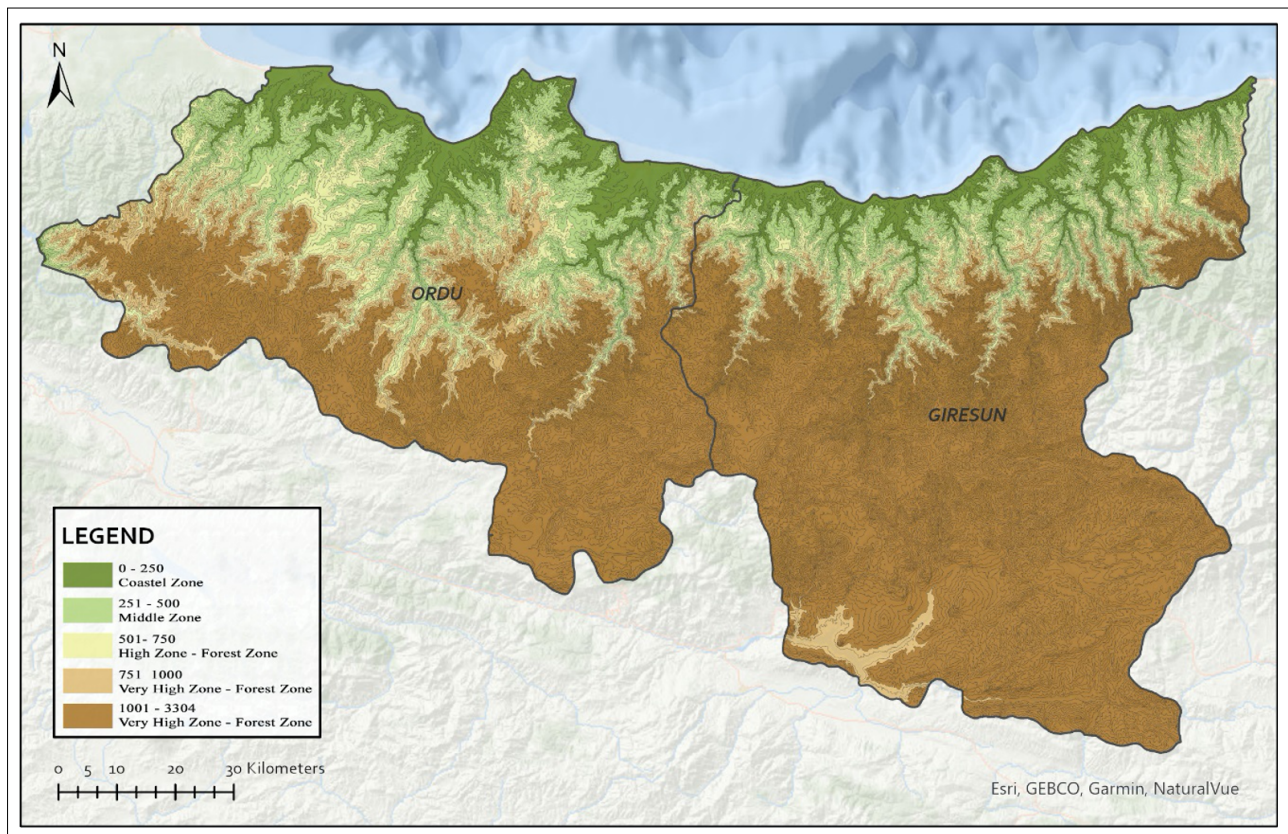 N
ORDU
GIRESUN
LEGEND
0 - 250
Coastel Zone
251 - 500
Middle Zone
501- 750
High Zone - Forest Zone
751 1000
Very High Zone - Forest Zone
1001 - 3304
Very High Zone - Forest Zone
0 5 10 20 30 Kilometers
Esri, GEBCO, Garmin, NaturalVue